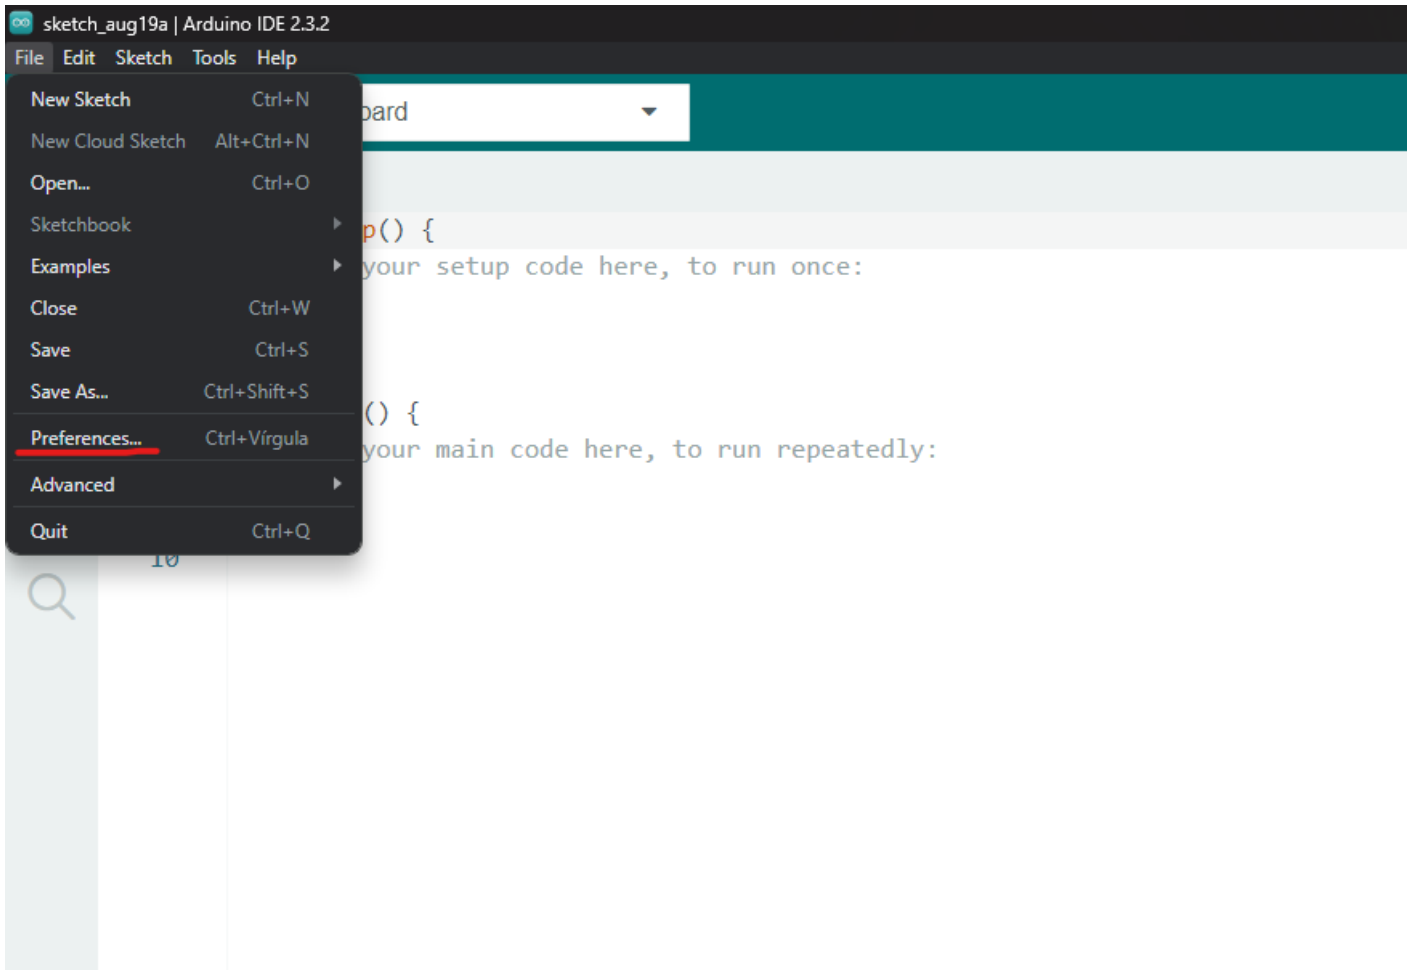 sketch_aug19a | Arduino IDE 2.3.2
File Edit Sketch Tools Help
New Sketch Ctrl+N
New Cloud Sketch Alt+Ctrl+N
Open... Ctrl+O
Sketchbook
Examples
Close Ctrl+W
Save Ctrl+S
Save As... Ctrl+Shift+S
Preferences... Ctrl+Vírgula
Advanced
Quit Ctrl+Q
p() {
your setup code here, to run once:
() {
your main code here, to run repeatedly:
10